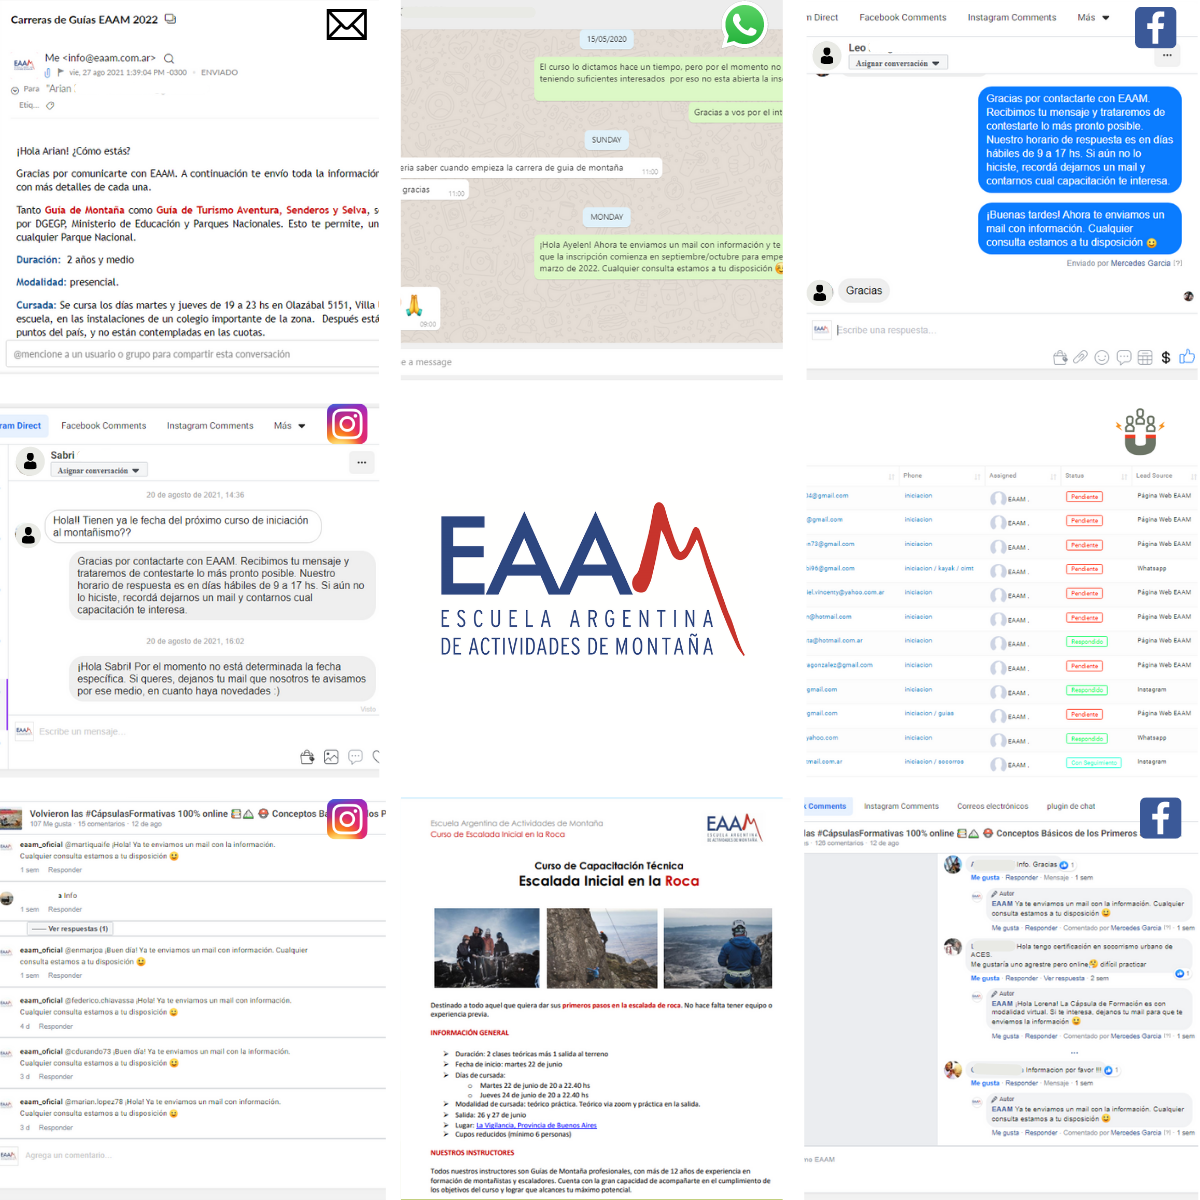 Carreras de Guías EAAM 2022
EAAM
Me <info@eaam.com.ar>
vie, 27 ago 2021 1:39:04 PM -0300 · ENVIADO
Para "Arian
Etiq...
¡Hola Arian! ¿Cómo estás?
Gracias por comunicarte con EAAM. A continuación te envío toda la información
con más detalles de cada una.
Tanto Guía de Montaña como Guía de Turismo Aventura, Senderos y Selva, s
por DGEGP, Ministerio de Educación y Parques Nacionales. Esto te permite, un
cualquier Parque Nacional.
Duración: 2 años y medio
Modalidad: presencial.
Cursada: Se cursa los días martes y jueves de 19 a 23 hs en Olazábal 5151, Villa
escuela, en las instalaciones de un colegio importante de la zona. Después está
puntos del país, y no están contempladas en las cuotas.
@mencione a un usuario o grupo para compartir esta conversación
15/05/2020
El curso lo dictamos hace un tiempo, pero por el momento no
teniendo suficientes interesados por eso no esta abierta la ins
Gracias a vos por el int
SUNDAY
eria saber cuando empieza la carrera de guia de montaña
11:00
gracias
11:00
MONDAY
¡Hola Ayelen! Ahora te enviamos un mail con información y te
que la inscripción comienza en septiembre/octubre para empe
marzo de 2022. Cualquier consulta estamos a tu disposición 😄
🙏
09:00
e a message
m Direct Facebook Comments Instagram Comments Más
Leo
Asignar conversación
Gracias por contactarte con EAAM.
Recibimos tu mensaje y trataremos de
contestarte lo más pronto posible.
Nuestro horario de respuesta es en días
hábiles de 9 a 17 hs. Si aún no lo
hiciste, recordá dejarnos un mail y
contarnos cual capacitación te interesa.
¡Buenas tardes! Ahora te enviamos un
mail con información. Cualquier
consulta estamos a tu disposición 😃
Enviado por Mercedes Garcia [?]
Gracias
EAAM
Escribe una respuesta...
$
ram Direct Facebook Comments Instagram Comments Más
Sabri
Asignar conversación
20 de agosto de 2021, 14:36
Hola!! Tienen ya le fecha del próximo curso de iniciación
al montañismo??
Gracias por contactarte con EAAM. Recibimos tu mensaje y
trataremos de contestarte lo más pronto posible. Nuestro
horario de respuesta es en días hábiles de 9 a 17 hs. Si aún no
lo hiciste, recordá dejarnos un mail y contarnos cual
capacitación te interesa.
20 de agosto de 2021, 16:02
¡Hola Sabri! Por el momento no está determinada la fecha
específica. Si queres, dejanos tu mail que nosotros te avisamos
por ese medio, en cuanto haya novedades :)
Visto
EAAM
Escribe un mensaje...
EAAM
ESCUELA ARGENTINA
DE ACTIVIDADES DE MONTAÑA
Phone Assigned Status Lead Source
4@gmail.com iniciacion EAAM . Pendiente Página Web EAAM
@gmail.com iniciacion EAAM . Pendiente Página Web EAAM
n73@gmail.com iniciacion EAAM . Pendiente Página Web EAAM
i96@gmail.com iniciacion / kayak / oimt EAAM . Pendiente Whatsapp
iel.vincenty@yahoo.com.ar iniciacion EAAM . Pendiente Página Web EAAM
@hotmail.com iniciacion EAAM . Pendiente Página Web EAAM
ta@hotmail.com.ar iniciacion EAAM . Respondido Página Web EAAM
agonzalez@gmail.com iniciacion EAAM . Pendiente Página Web EAAM
gmail.com iniciacion EAAM . Respondido Instagram
gmail.com iniciacion / guias EAAM . Pendiente Página Web EAAM
yahoo.com iniciacion EAAM . Respondido Whatsapp
mail.com.ar iniciacion / socorros EAAM . Con Seguimiento Instagram
Volvieron las #CápsulasFormativas 100% online Conceptos Bá os P
107 Me gusta · 15 comentarios · 12 de ago
eaam_oficial @martiquaife ¡Hola! Ya te enviamos un mail con la información.
Cualquier consulta estamos a tu disposición 😃
1 sem Responder
a Info
1 sem Responder
—— Ver respuestas (1)
eaam_oficial @enmarjoa ¡Buen día! Ya te enviamos un mail con información. Cualquier
consulta estamos a tu disposición 😃
1 sem Responder
eaam_oficial @federico.chiavassa ¡Hola! Ya te enviamos un mail con información.
Cualquier consulta estamos a tu disposición 😃
4 d Responder
eaam_oficial @cdurando73 ¡Buen día! Ya te enviamos un mail con información.
Cualquier consulta estamos a tu disposición 😃
3 d Responder
eaam_oficial @marian.lopez78 ¡Hola! Ya te enviamos un mail con información.
Cualquier consulta estamos a tu disposición 😃
3 d Responder
EAAM
Agrega un comentario...
Escuela Argentina de Actividades de Montaña
Curso de Escalada Inicial en la Roca
EAAM
ESCUELA ARGENTINA
DE ACTIVIDADES DE MONTAÑA
Curso de Capacitación Técnica
Escalada Inicial en la Roca
Destinado a todo aquel que quiera dar sus primeros pasos en la escalada de roca. No hace falta tener equipo o
experiencia previa.
INFORMACIÓN GENERAL
➢ Duración: 2 clases teóricas más 1 salida al terreno
➢ Fecha de inicio: martes 22 de junio
➢ Días de cursada:
o Martes 22 de junio de 20 a 22.40 hs
o Jueves 24 de junio de 20 a 22.40 hs
➢ Modalidad de cursada: teórico práctica. Teórico via zoom y práctica en la salida.
➢ Salida: 26 y 27 de junio
➢ Lugar: La Vigilancia, Provincia de Buenos Aires
➢ Cupos reducidos (mínimo 6 personas)
NUESTROS INSTRUCTORES
Todos nuestros instructores son Guías de Montaña profesionales, con más de 12 años de experiencia en
formación de montañistas y escaladores. Cuenta con la gran capacidad de acompañarte en el cumplimiento de
los objetivos del curso y lograr que alcances tu máximo potencial.
k Comments Instagram Comments Correos electrónicos plugin de chat
las #CápsulasFormativas 100% online Conceptos Básicos de los Primeros
s · 128 comentarios · 12 de ago
Info. Gracias 1
Me gusta · Responder · Mensaje · 1 sem
Autor
EAAM Ya te enviamos un mail con la información. Cualquier
consulta estamos a tu disposición 😃
Me gusta · Responder · Comentado por Mercedes Garcia [?] · 1 sem
L Hola tengo certificación en socorrismo urbano de
ACES.
Me gustaría uno agrestre pero online difícil practicar
1
Me gusta · Responder · Ver respuesta · 2 sem
Autor
EAAM ¡Hola Lorena! La Cápsula de Formación es con
modalidad virtual. Si te interesa, dejanos tu mail para que te
enviemos la información 😃
Me gusta · Responder · Comentado por Mercedes Garcia [?] · 1 sem
...
Informacion por favor !!! 1
Me gusta · Responder · Mensaje · 1 sem
Autor
EAAM Ya te enviamos un mail con la información. Cualquier
consulta estamos a tu disposición 😃
Me gusta · Responder · Comentado por Mercedes Garcia [?] · 1 sem
mo EAAM